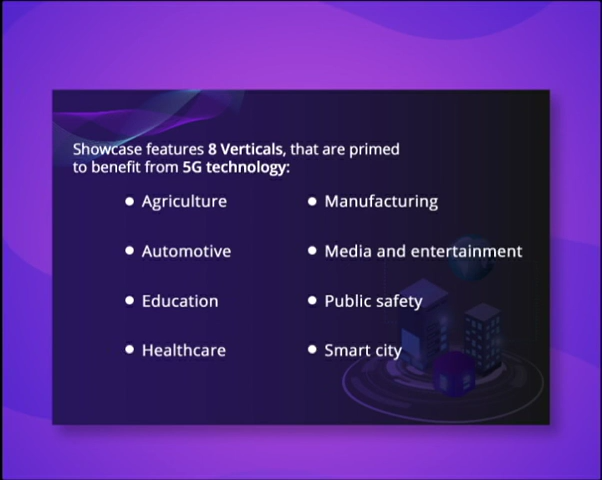 Showcase features 8 Verticals, that are primed
to benefit from 5G technology:
Agriculture
Automotive
Education
Healthcare
Manufacturing
Media and entertainment
Public safety
Smart city